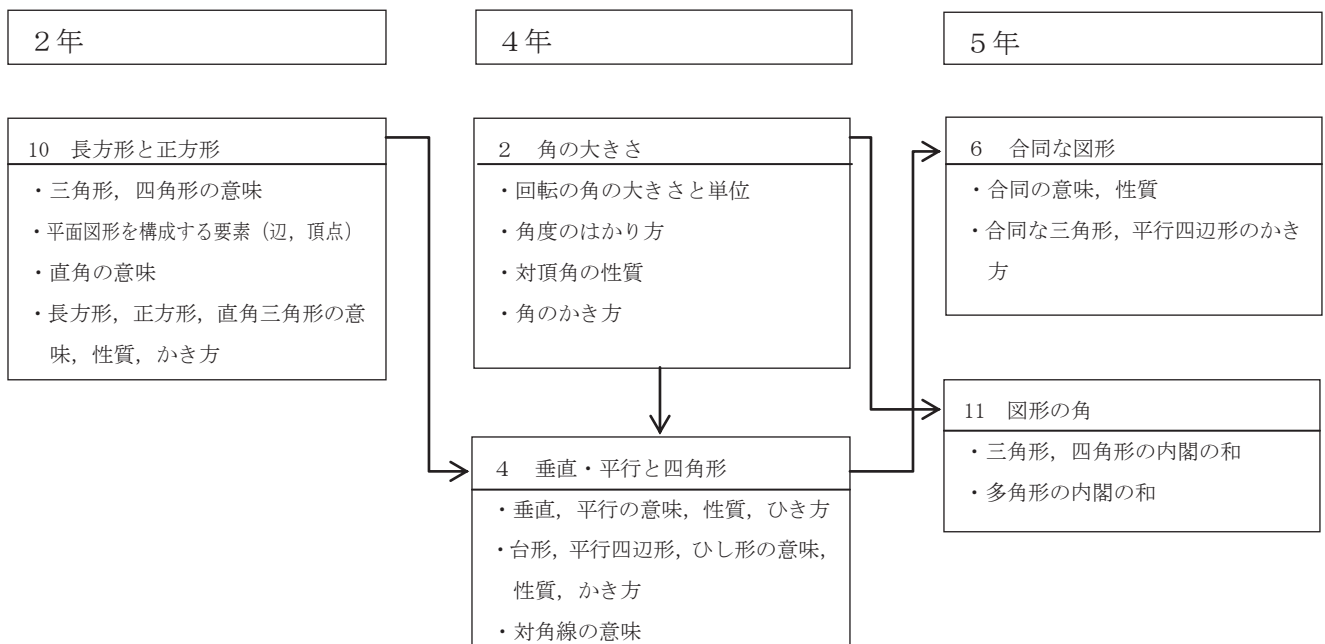 ２年
４年
５年
10 長方形と正方形
・三角形，四角形の意味
・平面図形を構成する要素（辺，頂点）
・直角の意味
・長方形，正方形，直角三角形の意
味，性質，かき方
2 角の大きさ
・回転の角の大きさと単位
・角度のはかり方
・対頂角の性質
・角のかき方
4 垂直・平行と四角形
・垂直，平行の意味，性質，ひき方
・台形，平行四辺形，ひし形の意味，
性質，かき方
・対角線の意味
6 合同な図形
・合同の意味，性質
・合同な三角形，平行四辺形のかき
方
11 図形の角
・三角形，四角形の内閣の和
・多角形の内閣の和